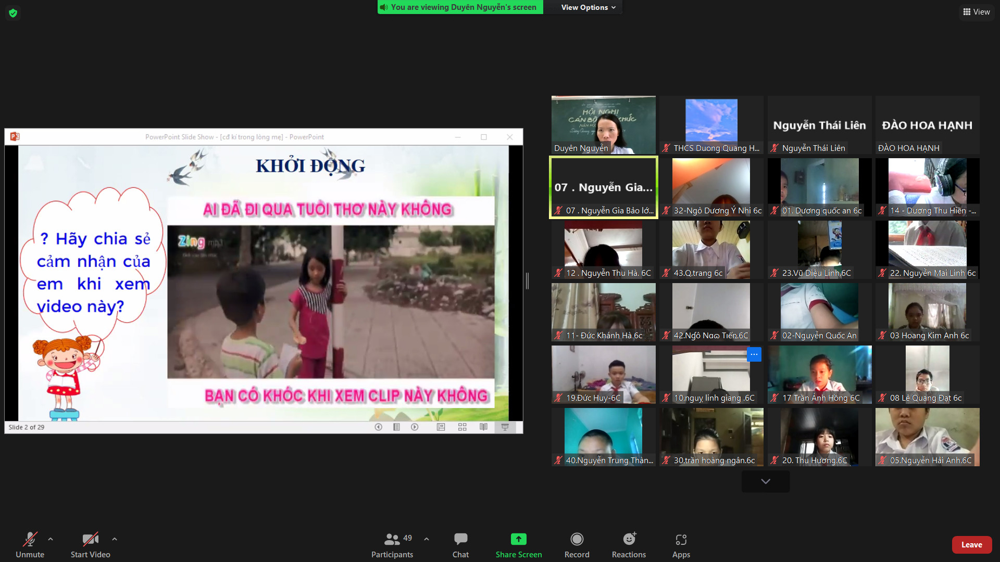 You are viewing Duyên Nguyễn's screen
View Options
View
PowerPoint Slide Show - [cđ kí trong lòng mẹ] - PowerPoint
KHỞI ĐỘNG
? Hãy chia sẻ
cảm nhận của
em khi xem
video này?
AI ĐÃ ĐI QUA TUỔI THƠ NÀY KHÔNG
Zing mp3
BẠN CÓ KHÓC KHI XEM CLIP NÀY KHÔNG
Slide 2 of 29
HỘI NGHỊ
CÁN BỘ CHỨC
NĂM HỌC
Duyên Nguyễn
THCS Duong Quang H...
Nguyễn Thái Liên
Nguyễn Thái Liên
ĐÀO HOA HẠNH
ĐÀO HOA HẠNH
07 . Nguyễn Gia...
07 . Nguyễn Gia Bảo lớ...
32-Ngô Dương Ý Nhi 6c
01. Dương quốc an 6c
14 - Dương Thu Hiền -...
12 . Nguyễn Thu Hà. 6C
43.Q.trang 6c
23.Vũ Diệu Linh,6C
22. Nguyễn Mai Linh 6c
11- Đức Khánh Hà 6c
02-Nguyễn Quốc An
03 Hoang Kim Anh 6c
19.Đức Huy-6C
10.nguỵ linh giang .6C
17 Trần Ánh Hồng 6C
08 Lê Quang Đạt 6c
40.Nguyễn Trung Thàn...
30.trần hoàng ngân.6c
20. Thu Hương.6C
05.Nguyễn Hải Anh.6C
Unmute
Start Video
49
Participants
Chat
Share Screen
Record
Reactions
Apps
Leave